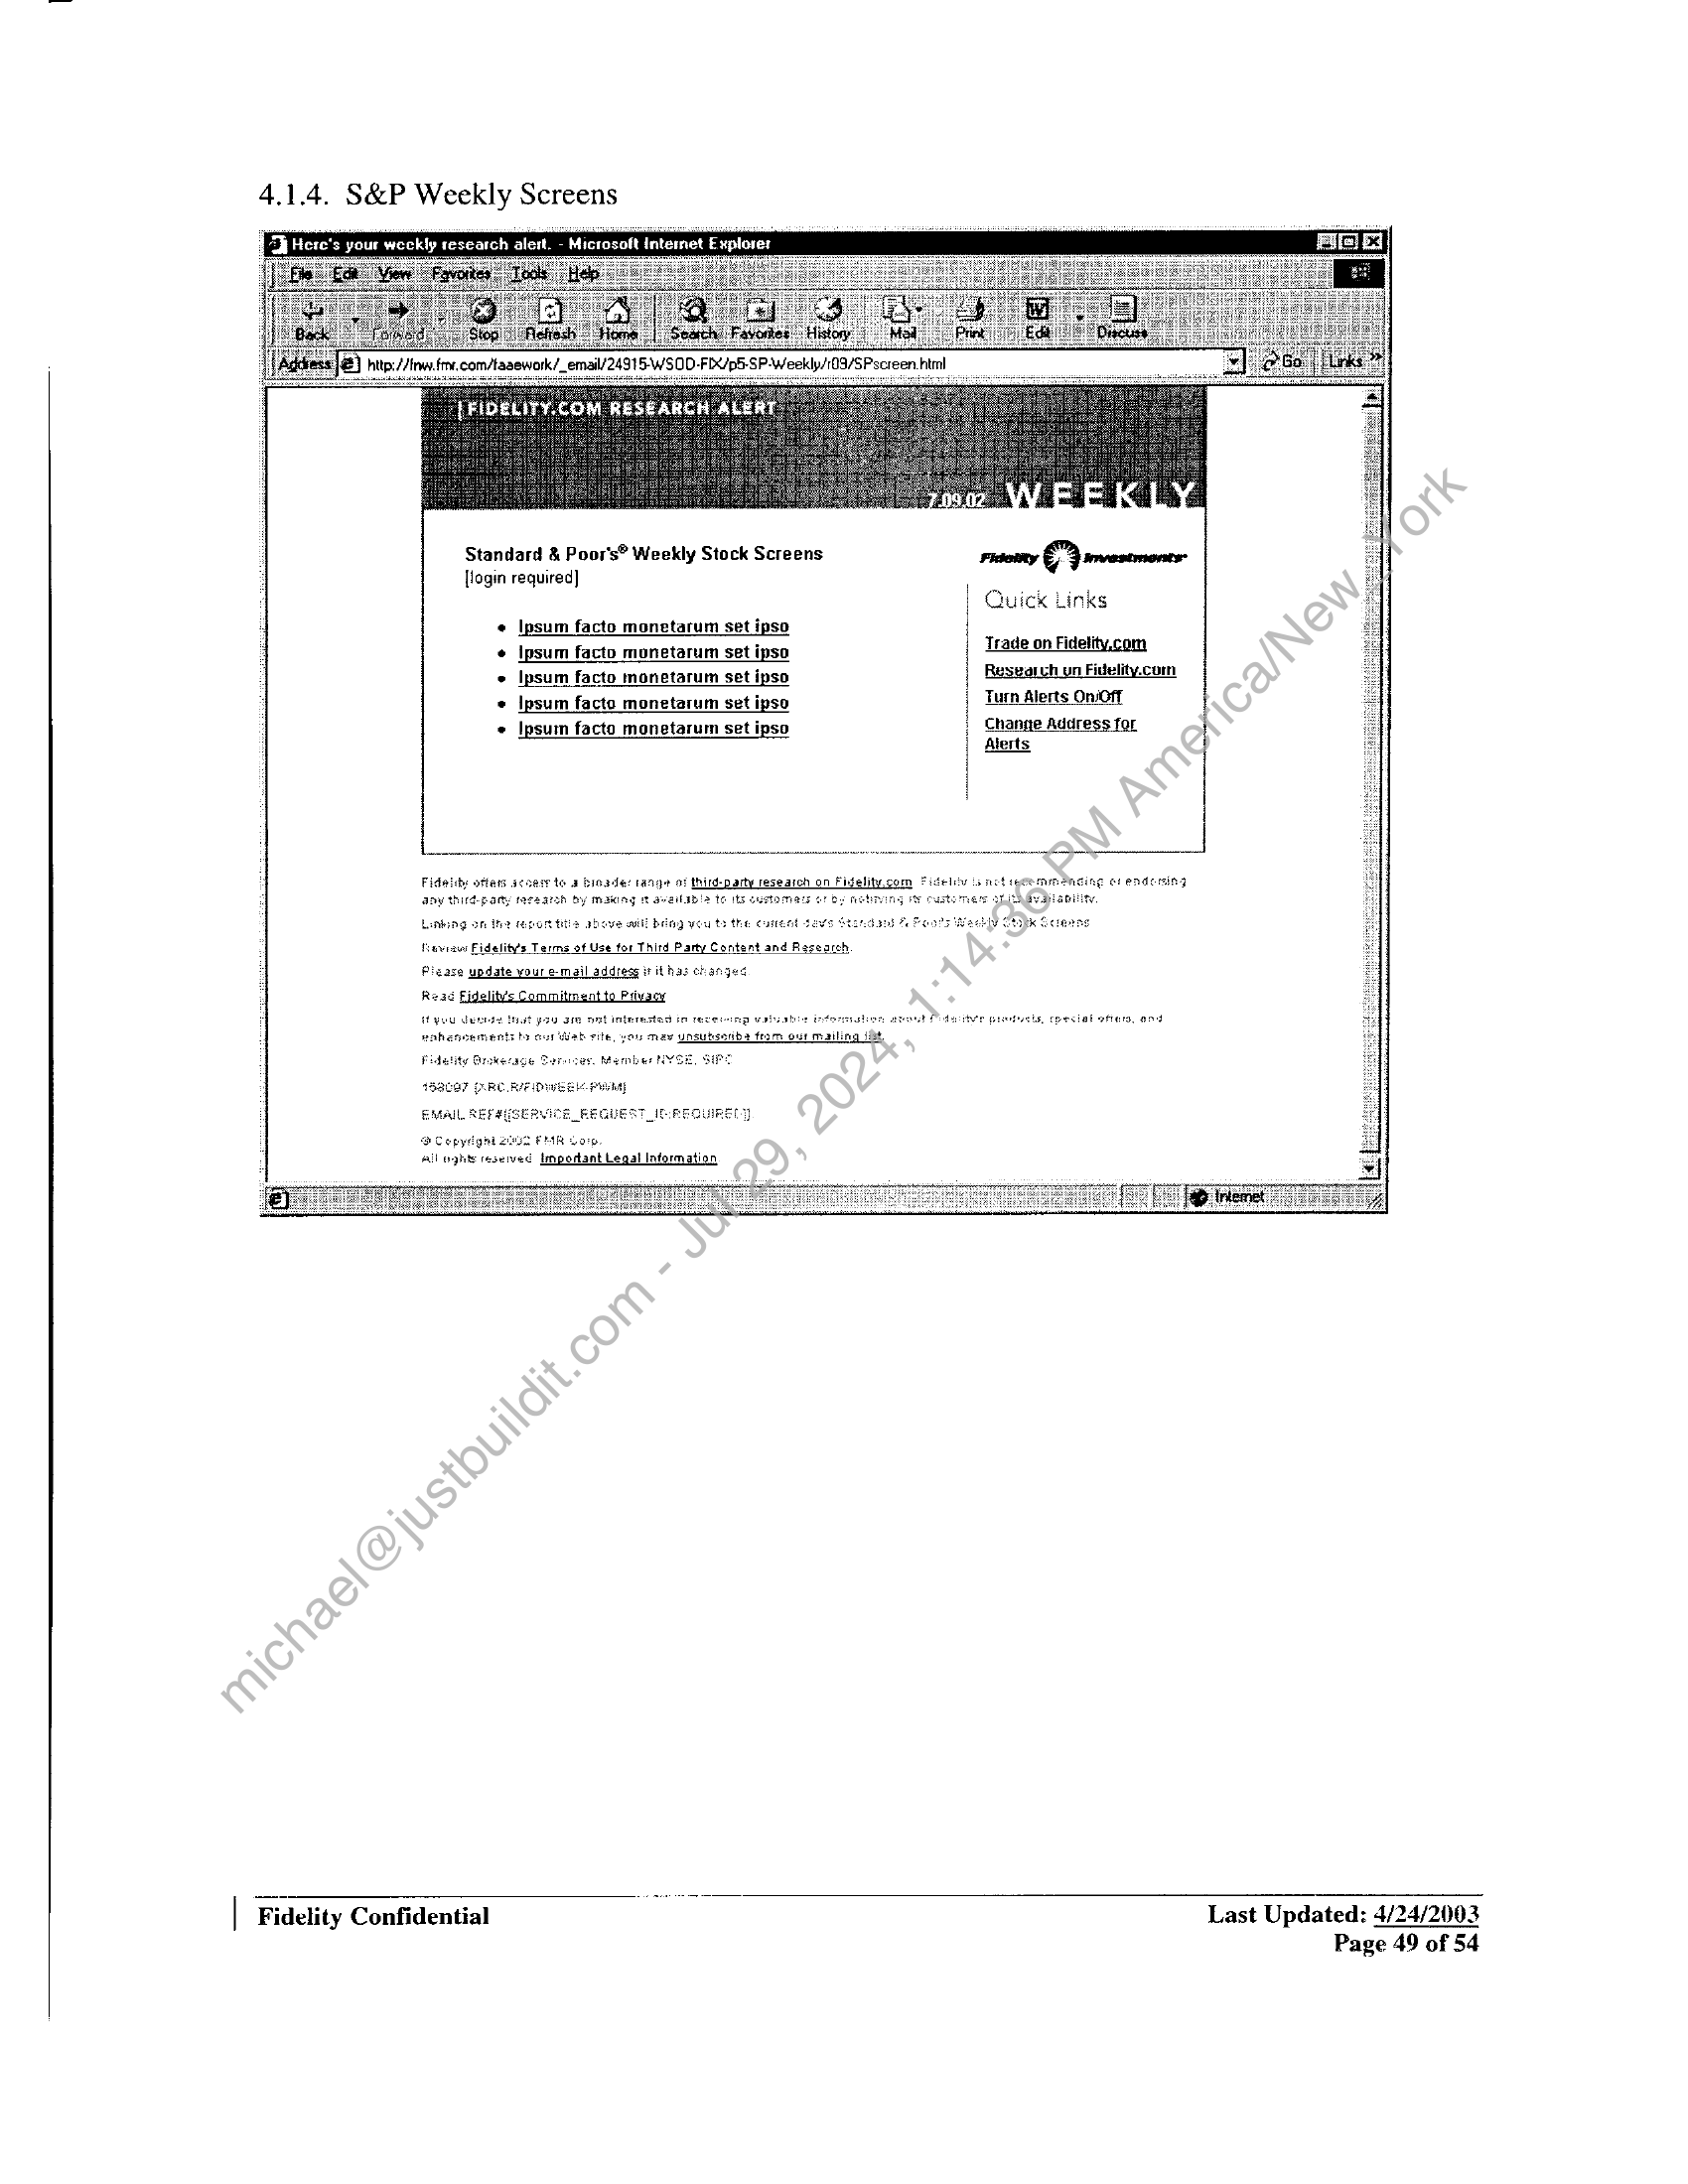 4.1.4. S&P Weekly Screens
Here's your weekly research alert. - Microsoft Internet Explorer
File Edit View Favorites Tools Help
Back Forward Stop Refresh Home Search Favorites History Mail Print Edit Discuss
Address http://fnw.fmr.com/faaework/_email/24915-WSOD-FIX/p5-SP-Weekly/r09/SPscreen.html Go Links »
FIDELITY.COM RESEARCH ALERT
7.09.02 WEEKLY
Standard & Poor's® Weekly Stock Screens
[login required]
• Ipsum facto monetarum set ipso
• Ipsum facto monetarum set ipso
• Ipsum facto monetarum set ipso
• Ipsum facto monetarum set ipso
• Ipsum facto monetarum set ipso
Fidelity Investments
Quick Links
Trade on Fidelity.com
Research on Fidelity.com
Turn Alerts On/Off
Change Address for
Alerts
Fidelity offers access to a broader range of third-party research on Fidelity.com. Fidelity is not recommending or endorsing
any third-party research by making it available to its customers or by notifying its customers of its availability.
Linking on the report title above will bring you to the current day's Standard & Poor's Weekly Stock Screens
Review Fidelity's Terms of Use for Third Party Content and Research.
Please update your e-mail address if it has changed.
Read Fidelity's Commitment to Privacy
If you decide that you are not interested in receiving valuable information about Fidelity's products, special offers, and
enhancements to our Web site, you may unsubscribe from our mailing list.
Fidelity Brokerage Services, Member NYSE, SIPC
158097
EMAIL REF#[[SERVICE_REQUEST_ID:REQUIRED]]
© Copyright 2002 FMR Corp.
All rights reserved. Important Legal Information
Internet
michael@justbuildit.com - Jul 29, 2024, 1:14:36 PM America/New_York
Fidelity Confidential
Last Updated: 4/24/2003
Page 49 of 54